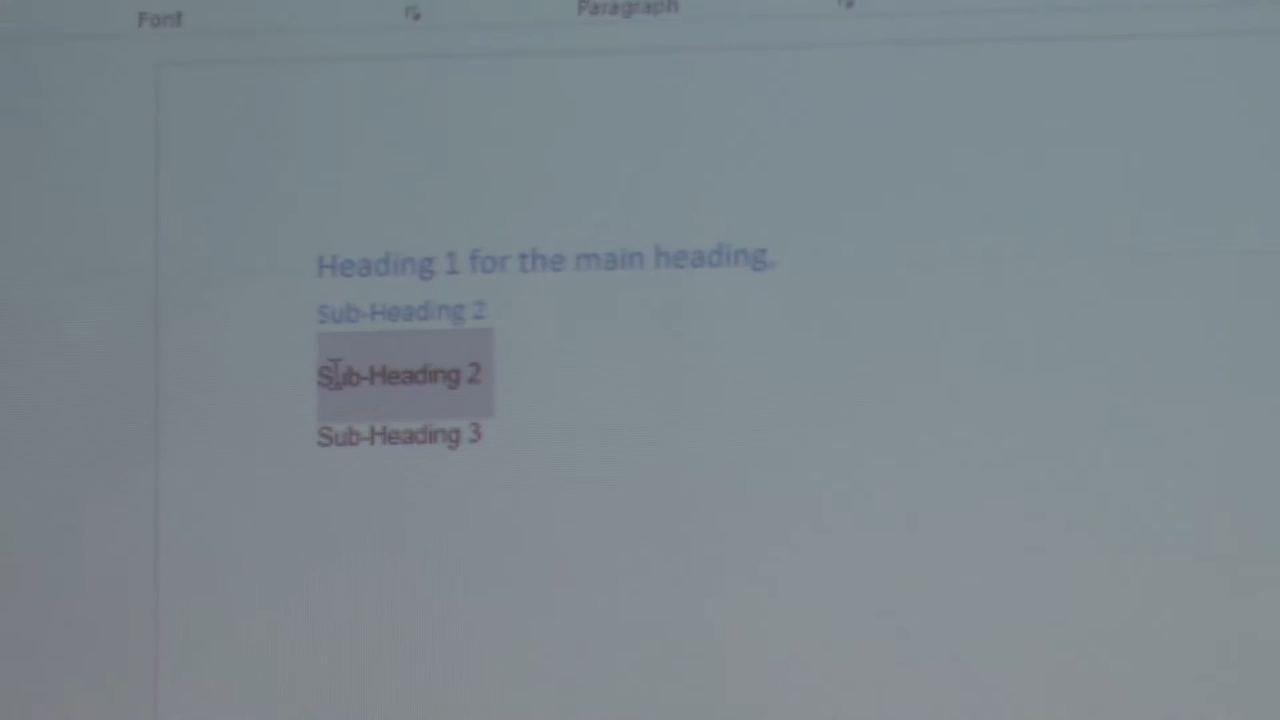 Font
Paragraph
Heading 1 for the main heading.
Sub-Heading 2
Sub-Heading 2
Sub-Heading 3